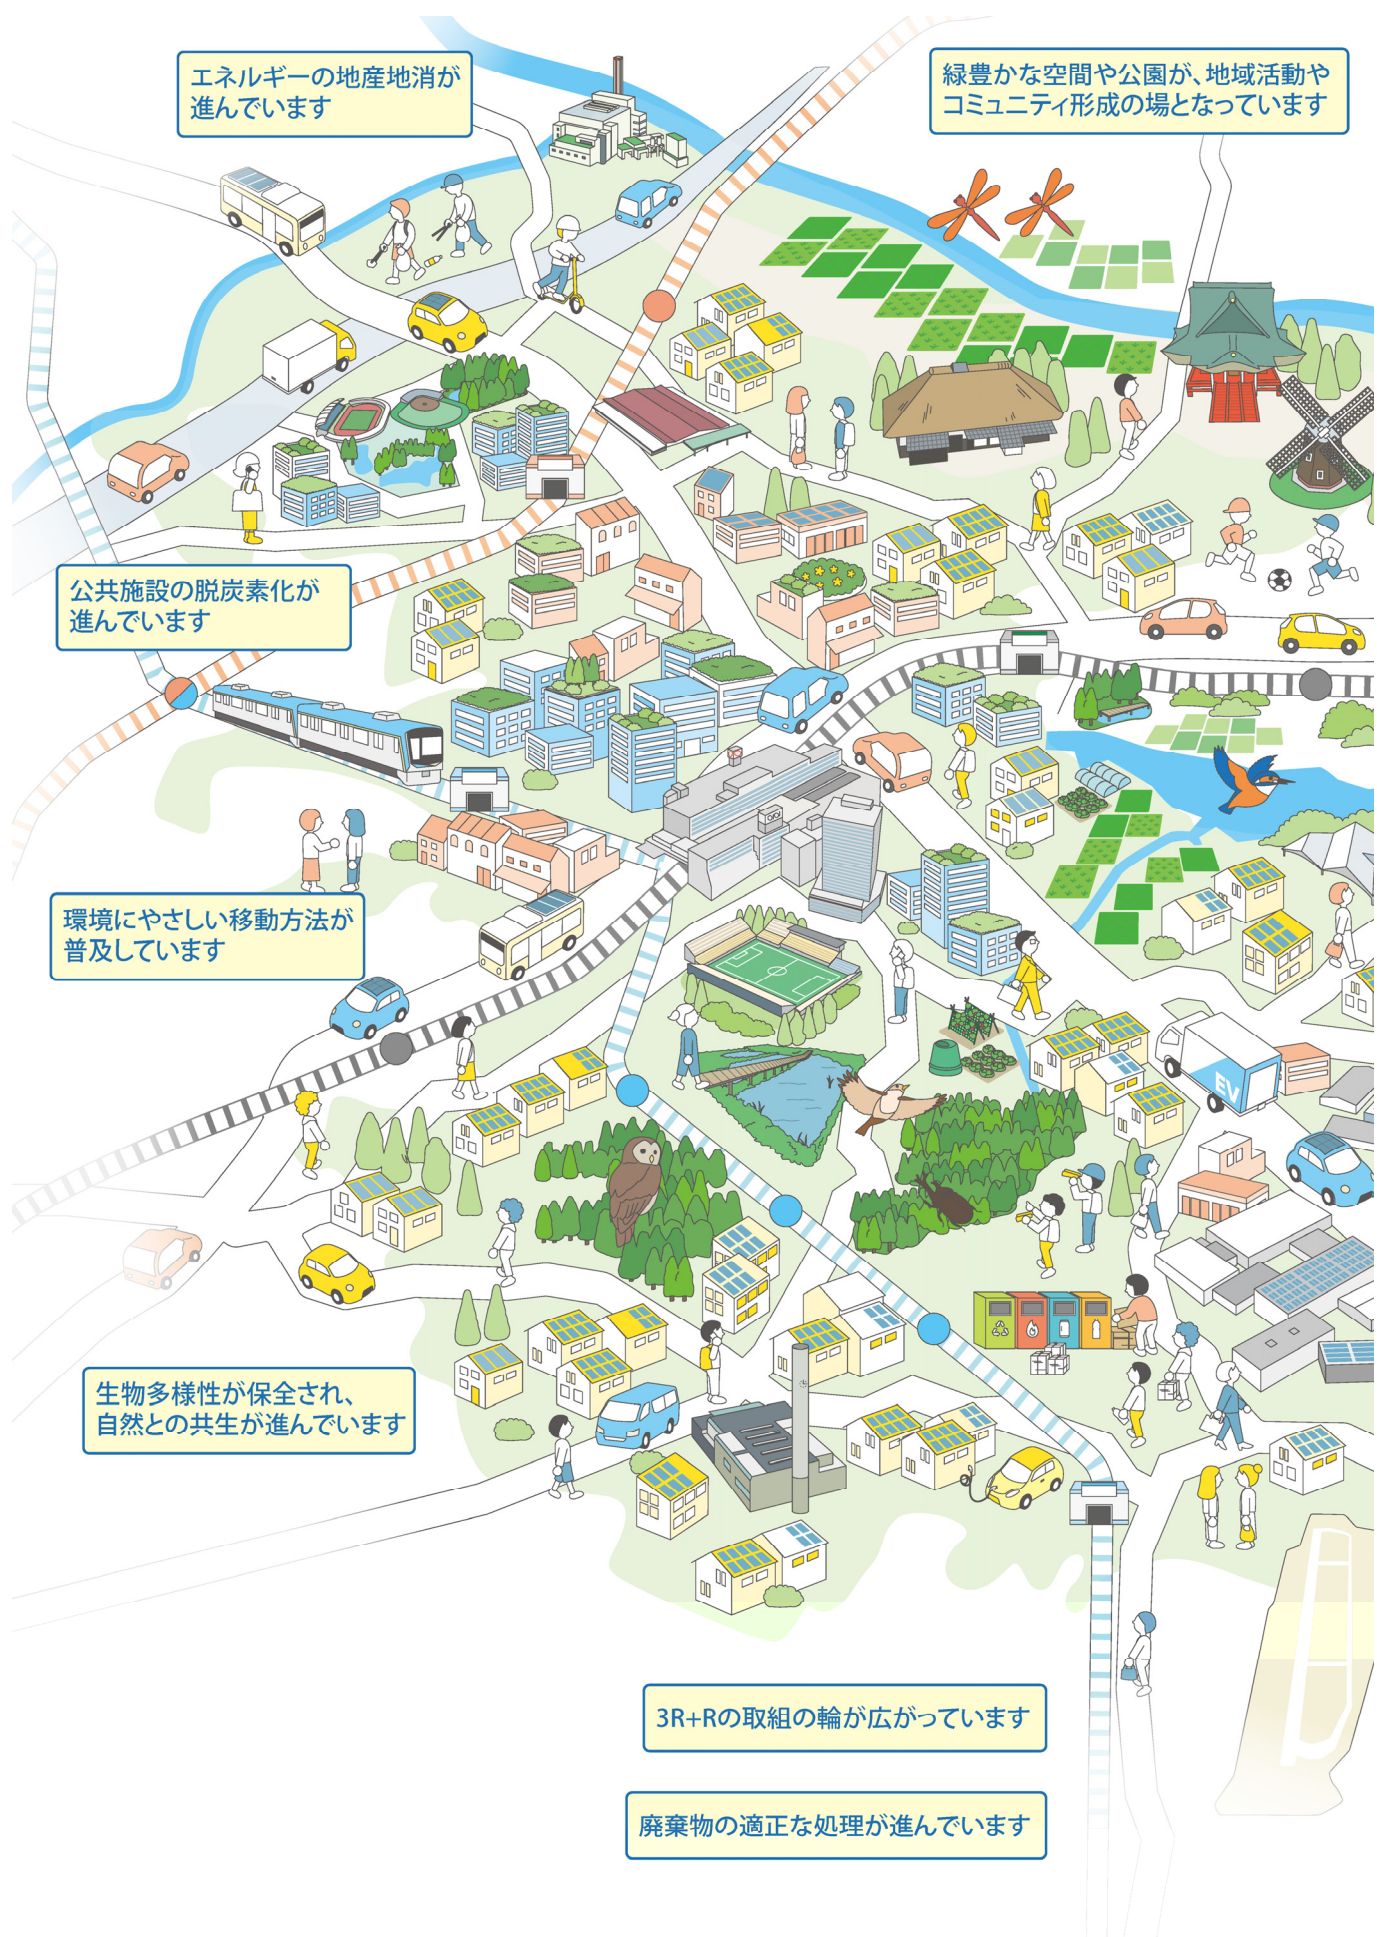 エネルギーの地産地消が
進んでいます
緑豊かな空間や公園が、地域活動や
コミュニティ形成の場となっています
公共施設の脱炭素化が
進んでいます
環境にやさしい移動方法が
普及しています
EV
生物多様性が保全され、
自然との共生が進んでいます
3R+Rの取組の輪が広がっています
廃棄物の適正な処理が進んでいます